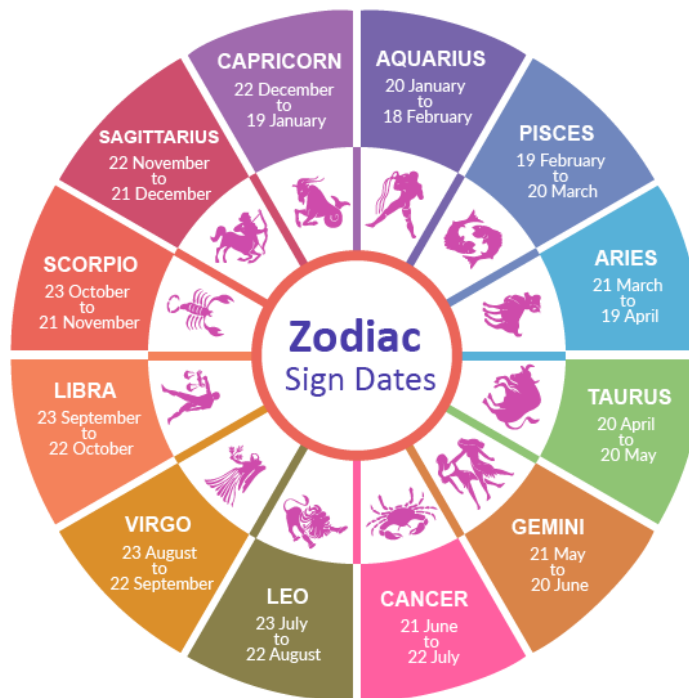 CAPRICORN
22 December
to
19 January
AQUARIUS
20 January
to
18 February
PISCES
19 February
to
20 March
ARIES
21 March
to
19 April
TAURUS
20 April
to
20 May
GEMINI
21 May
to
20 June
CANCER
21 June
to
22 July
LEO
23 July
to
22 August
VIRGO
23 August
to
22 September
LIBRA
23 September
to
22 October
SCORPIO
23 October
to
21 November
SAGITTARIUS
22 November
to
21 December
Zodiac
Sign Dates